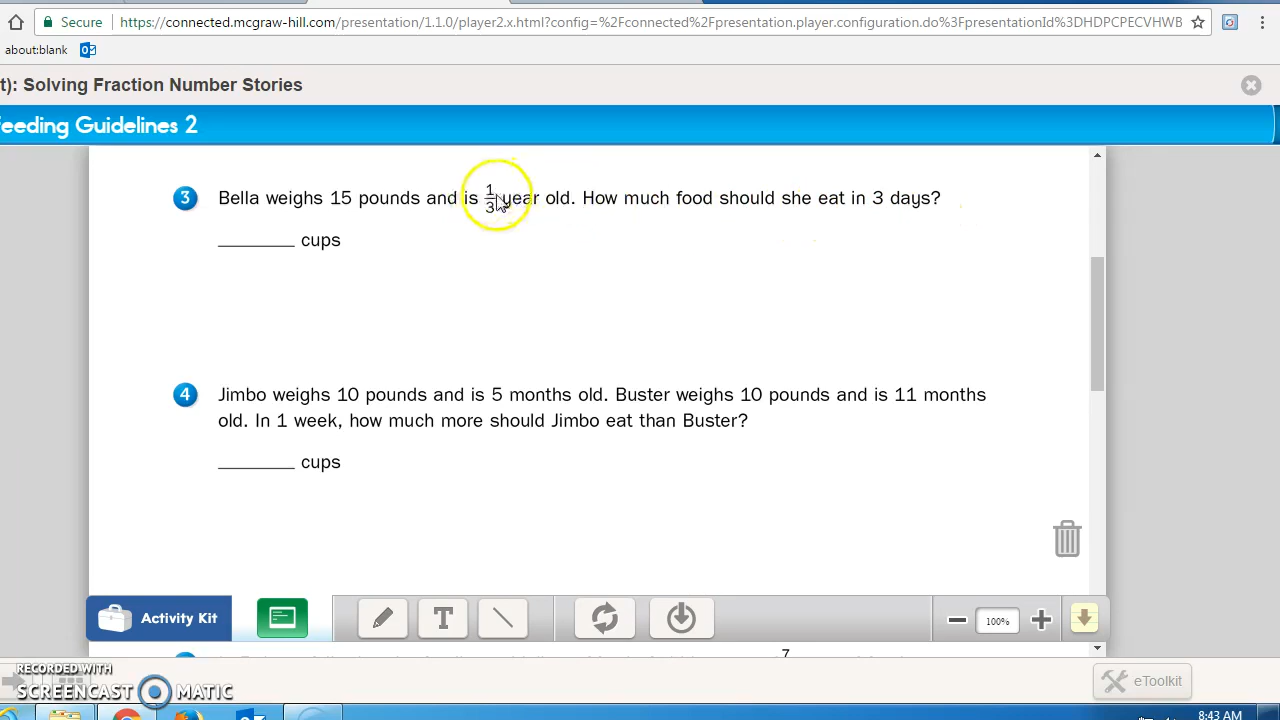 Secure
https://connected.mcgraw-hill.com/presentation/1.1.0/player2.x.html?config=%2Fconnected%2Fpresentation.player.configuration.do%3FpresentationId%3DHDPCPECVHWB
about:blank
t): Solving Fraction Number Stories
eeding Guidelines 2
3 Bella weighs 15 pounds and is 1/3 year old. How much food should she eat in 3 days?
________ cups
4 Jimbo weighs 10 pounds and is 5 months old. Buster weighs 10 pounds and is 11 months
old. In 1 week, how much more should Jimbo eat than Buster?
________ cups
Activity Kit
T
100%
7
RECORDED WITH
SCREENCAST MATIC
eToolkit
8:43 AM